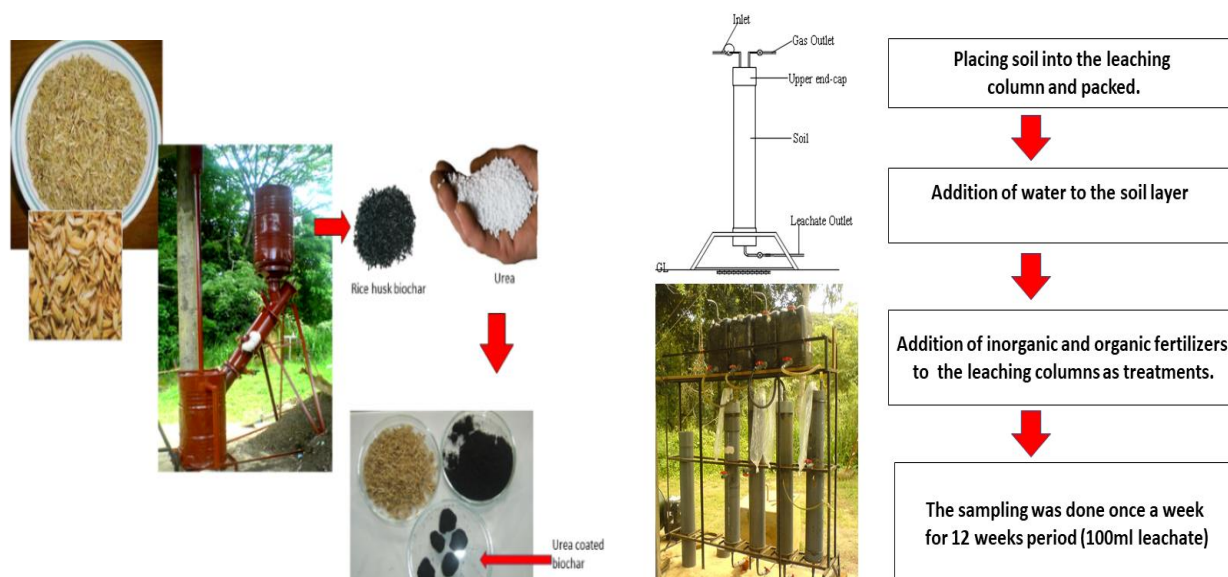 Rice husk biochar
Urea
Urea coated
biochar
Inlet
Gas Outlet
Upper end-cap
Soil
Leachate Outlet
GL
Placing soil into the leaching
column and packed.
Addition of water to the soil layer
Addition of inorganic and organic fertilizers
to the leaching columns as treatments.
The sampling was done once a week
for 12 weeks period (100ml leachate)